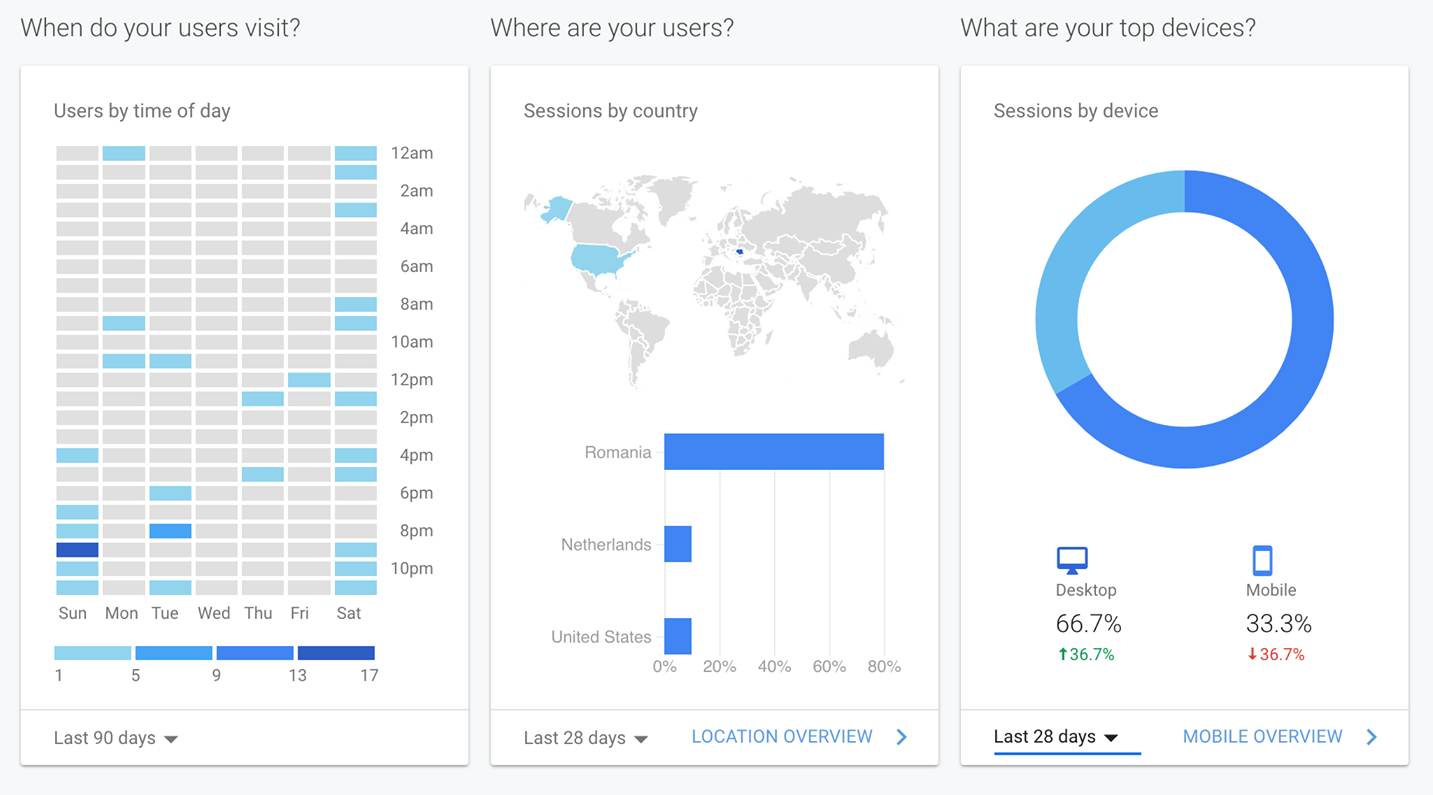 When do your users visit?
Users by time of day
12am
2am
4am
6am
8am
10am
12pm
2pm
4pm
6pm
8pm
10pm
Sun Mon Tue Wed Thu Fri Sat
1 5 9 13 17
Last 90 days
Where are your users?
Sessions by country
Romania
Netherlands
United States
0% 20% 40% 60% 80%
Last 28 days LOCATION OVERVIEW
What are your top devices?
Sessions by device
Desktop Mobile
66.7% 33.3%
↑36.7% ↓36.7%
Last 28 days MOBILE OVERVIEW